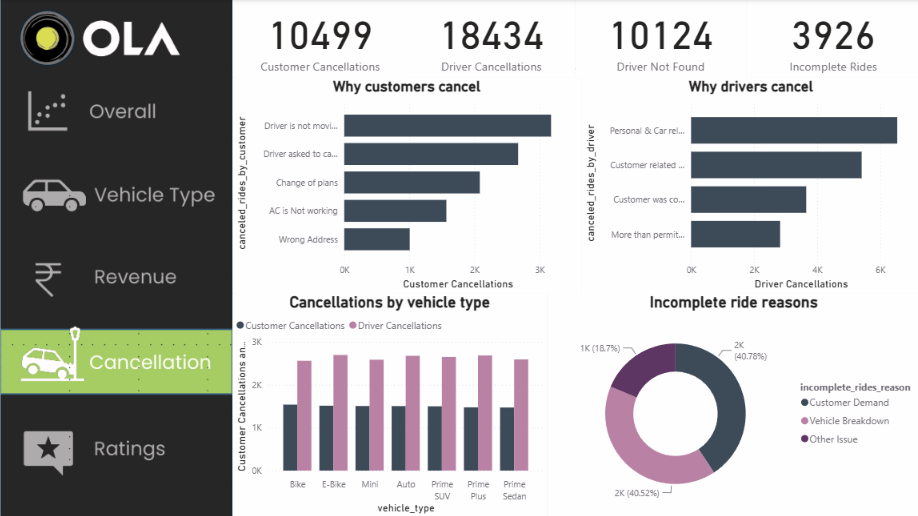 OLA
Overall
Vehicle Type
Revenue
Cancellation
Ratings
10499
Customer Cancellations
18434
Driver Cancellations
10124
Driver Not Found
3926
Incomplete Rides
Why customers cancel
canceled_rides_by_customer
Driver is not movi...
Driver asked to ca...
Change of plans
AC is Not working
Wrong Address
0K 1K 2K 3K
Customer Cancellations
Why drivers cancel
canceled_rides_by_driver
Personal & Car rel...
Customer related ...
Customer was co...
More than permit...
0K 2K 4K 6K
Driver Cancellations
Cancellations by vehicle type
Customer Cancellations Driver Cancellations
Customer Cancellations an...
3K
2K
1K
0K
Bike E-Bike Mini Auto Prime SUV Prime Plus Prime Sedan
vehicle_type
Incomplete ride reasons
1K (18.7%)
2K
(40.78%)
2K (40.52%)
incomplete_rides_reason
Customer Demand
Vehicle Breakdown
Other Issue